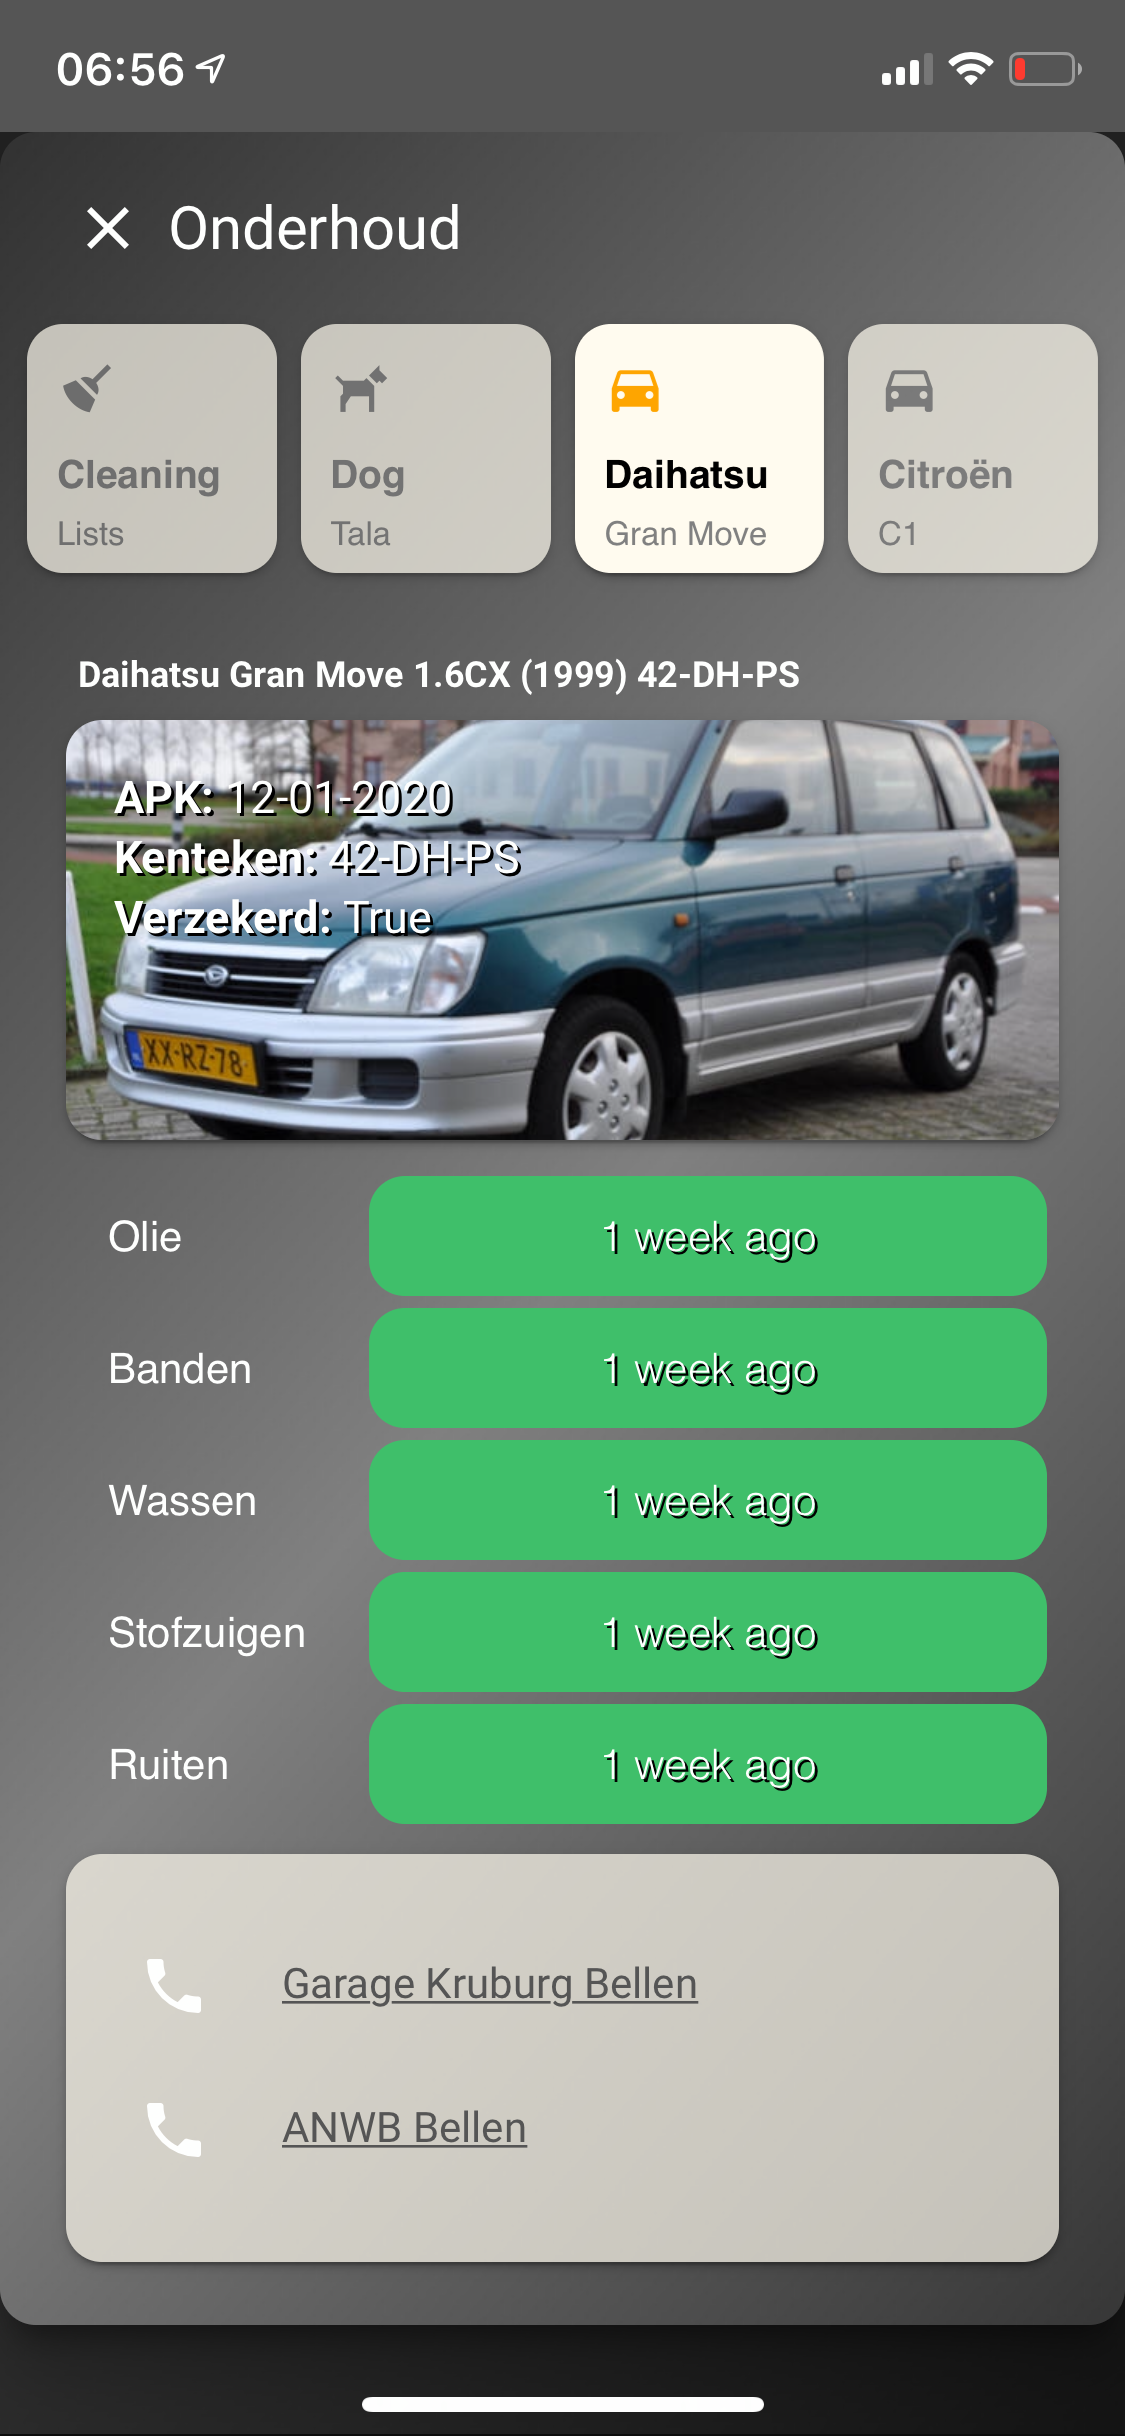 06:56
Onderhoud
Cleaning
Lists
Dog
Tala
Daihatsu
Gran Move
Citroën
C1
Daihatsu Gran Move 1.6CX (1999) 42-DH-PS
APK: 12-01-2020
Kenteken: 42-DH-PS
Verzekerd: True
XX-RZ-78
Olie
1 week ago
Banden
1 week ago
Wassen
1 week ago
Stofzuigen
1 week ago
Ruiten
1 week ago
Garage Kruburg Bellen
ANWB Bellen